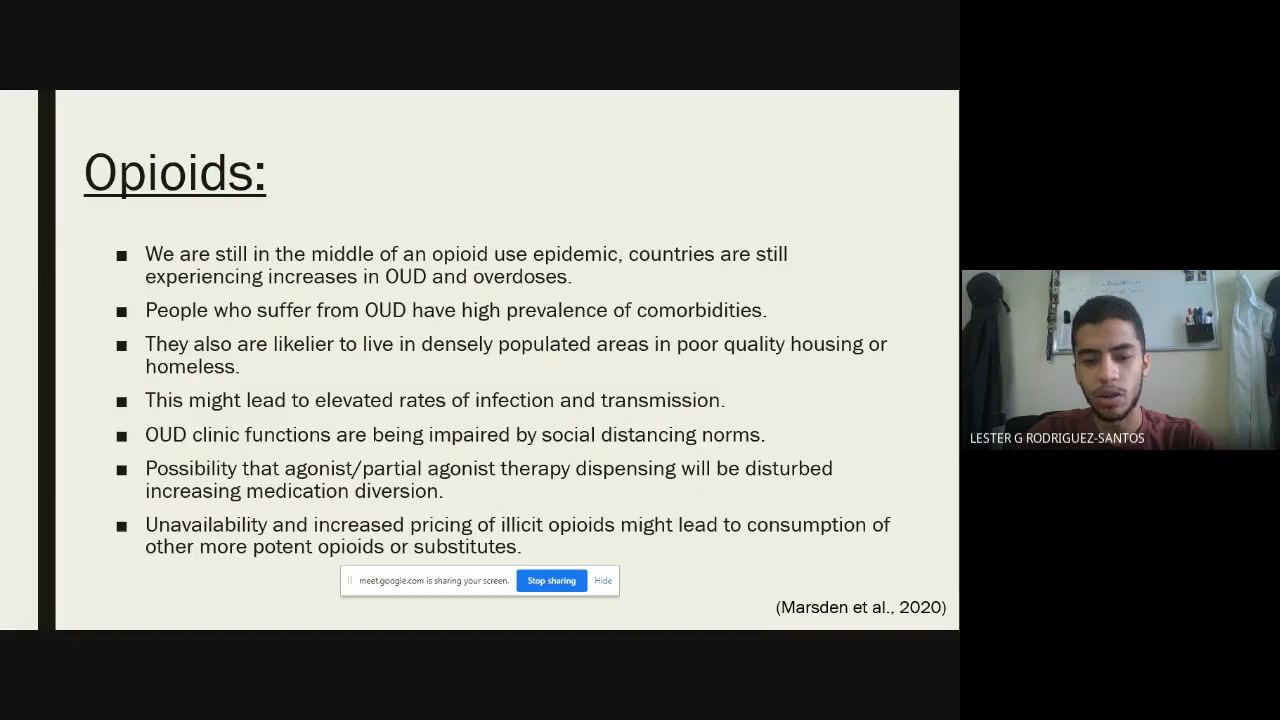 Opioids:
■ We are still in the middle of an opioid use epidemic, countries are still
experiencing increases in OUD and overdoses.
■ People who suffer from OUD have high prevalence of comorbidities.
■ They also are likelier to live in densely populated areas in poor quality housing or
homeless.
■ This might lead to elevated rates of infection and transmission.
■ OUD clinic functions are being impaired by social distancing norms.
■ Possibility that agonist/partial agonist therapy dispensing will be disturbed
increasing medication diversion.
■ Unavailability and increased pricing of illicit opioids might lead to consumption of
other more potent opioids or substitutes.
meet.google.com is sharing your screen. Stop sharing Hide
(Marsden et al., 2020)
LESTER G RODRIGUEZ-SANTOS